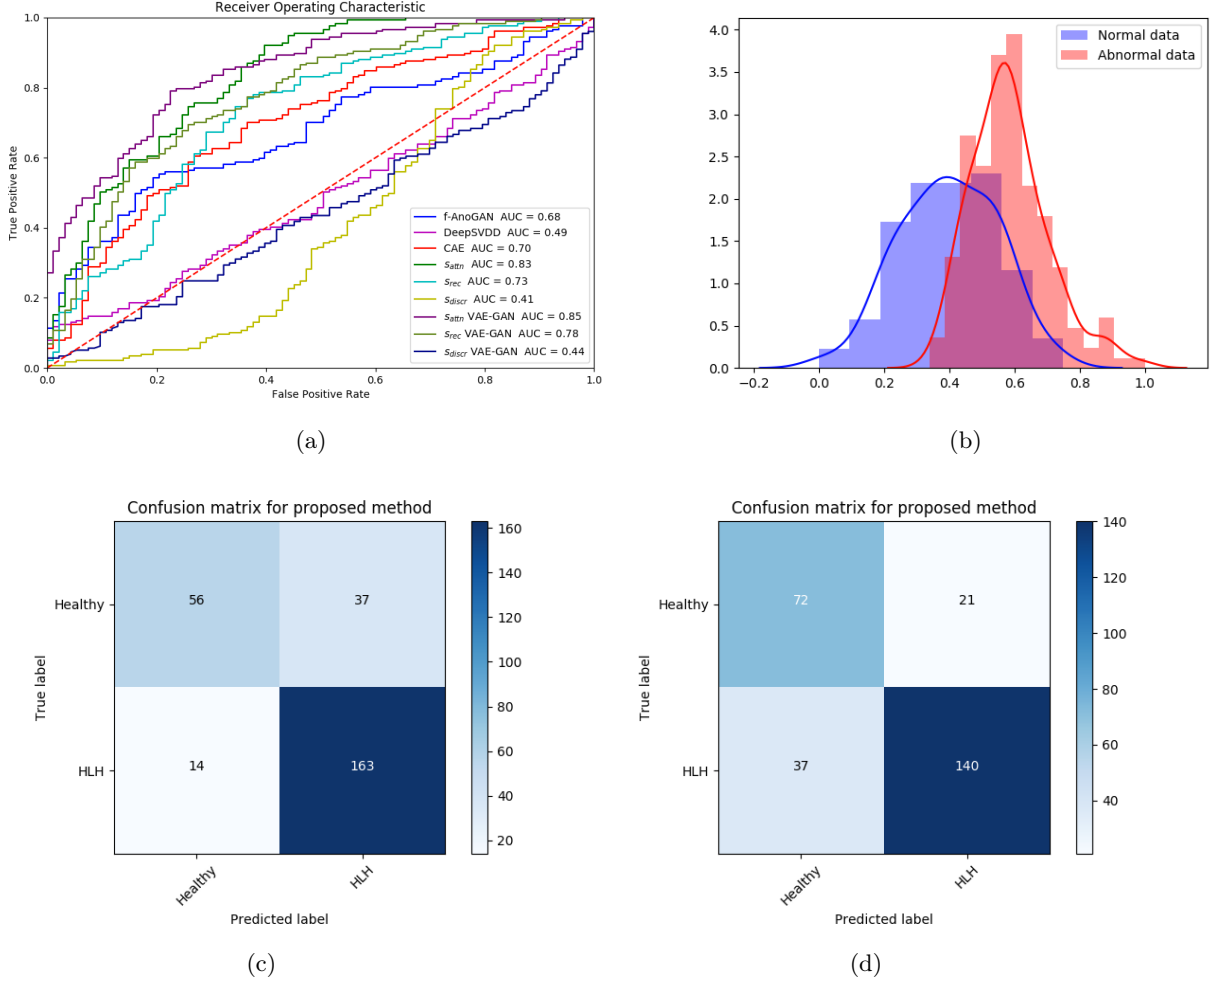 Receiver Operating Characteristic
True Positive Rate
1.0
0.8
0.6
0.4
0.2
0.0
0.0 0.2 0.4 0.6 0.8 1.0
False Positive Rate
f-AnoGAN AUC = 0.68
DeepSVDD AUC = 0.49
CAE AUC = 0.70
s_attn AUC = 0.83
s_rec AUC = 0.73
s_discr AUC = 0.41
s_attn VAE-GAN AUC = 0.85
s_rec VAE-GAN AUC = 0.78
s_discr VAE-GAN AUC = 0.44
(a)
Normal data
Abnormal data
4.0
3.5
3.0
2.5
2.0
1.5
1.0
0.5
0.0
−0.2 0.0 0.2 0.4 0.6 0.8 1.0
(b)
Confusion matrix for proposed method
True label
Healthy
HLH
56 37
14 163
Healthy HLH
Predicted label
160
140
120
100
80
60
40
20
(c)
Confusion matrix for proposed method
True label
Healthy
HLH
72 21
37 140
Healthy HLH
Predicted label
140
120
100
80
60
40
(d)